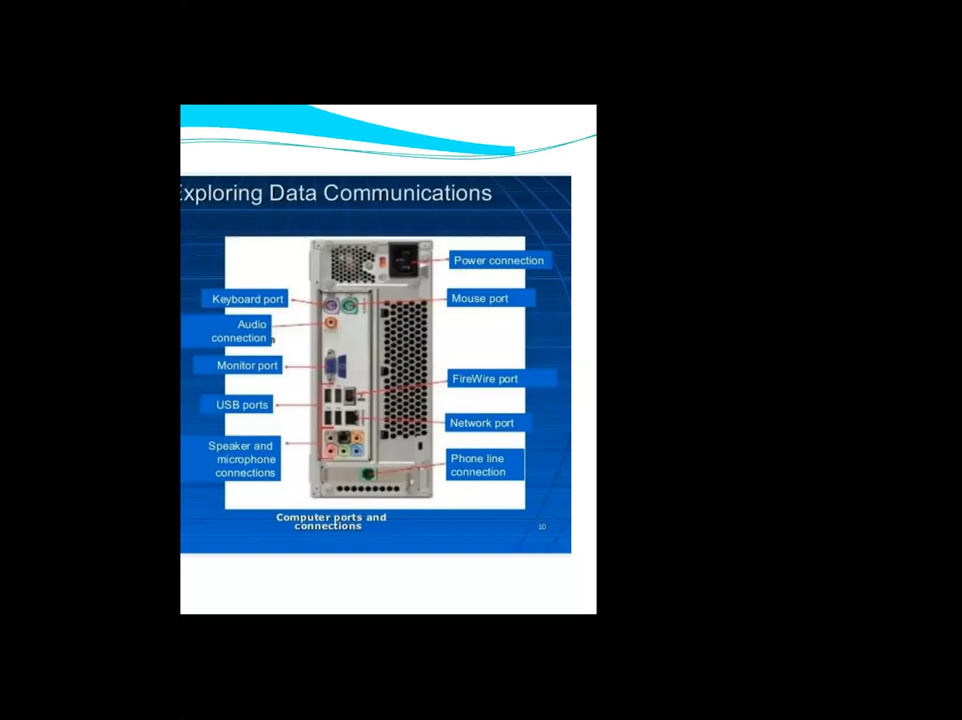 xploring Data Communications
Power connection
Keyboard port
Mouse port
Audio
connection
Monitor port
FireWire port
USB ports
Network port
Speaker and
microphone
connections
Phone line
connection
Computer ports and
connections
10